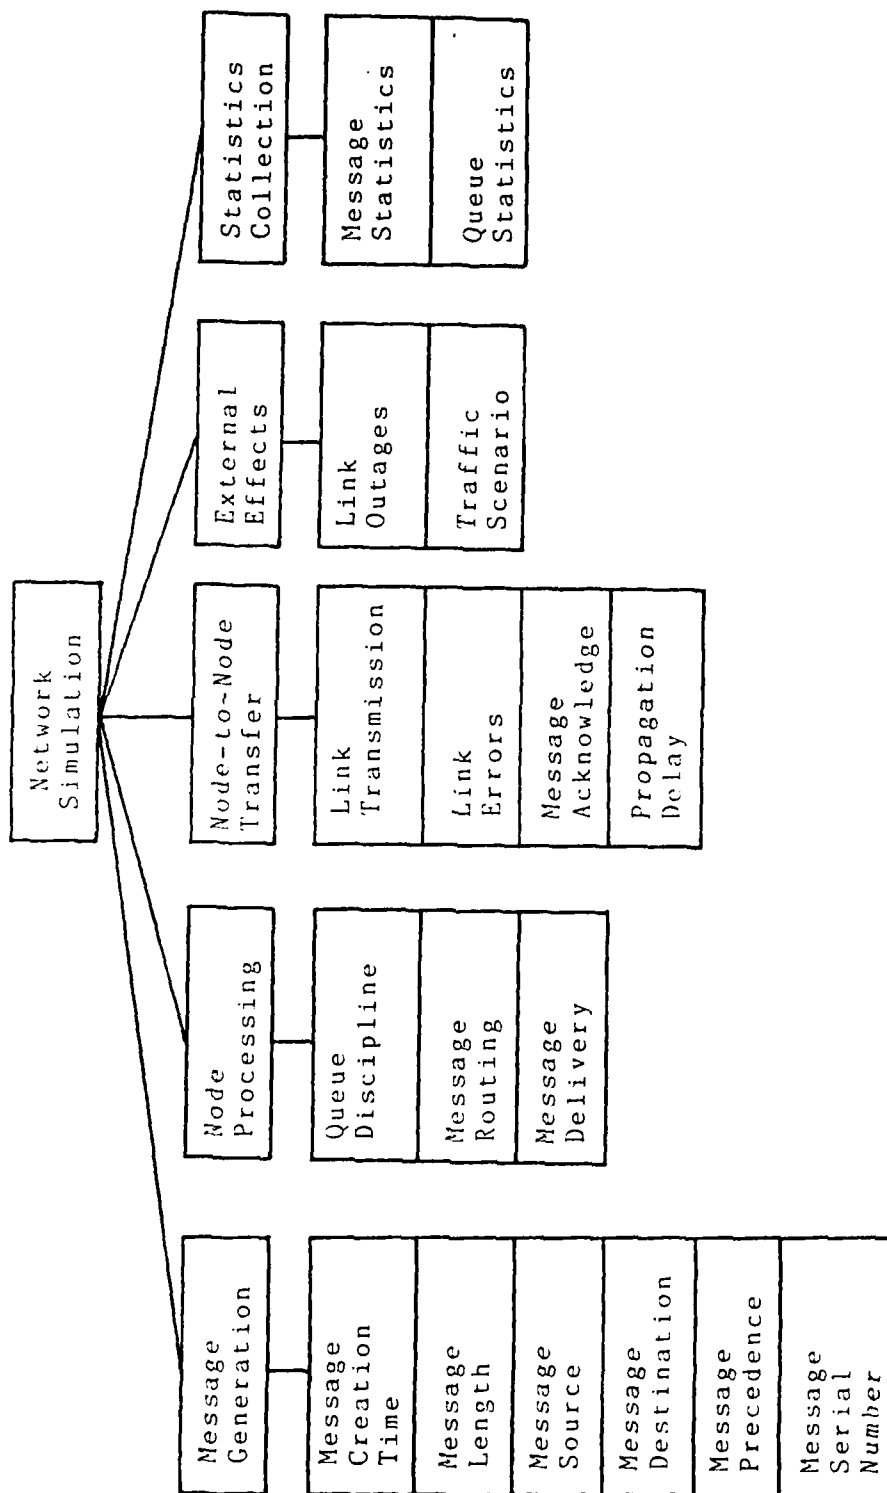 Network
Simulation
Message
Generation
Message
Creation
Time
Message
Length
Message
Source
Message
Destination
Message
Precedence
Message
Serial
Number
Node
Processing
Queue
Discipline
Message
Routing
Message
Delivery
Node-to-Node
Transfer
Link
Transmission
Link
Errors
Message
Acknowledge
Propagation
Delay
External
Effects
Link
Outages
Traffic
Scenario
Statistics
Collection
Message
Statistics
Queue
Statistics